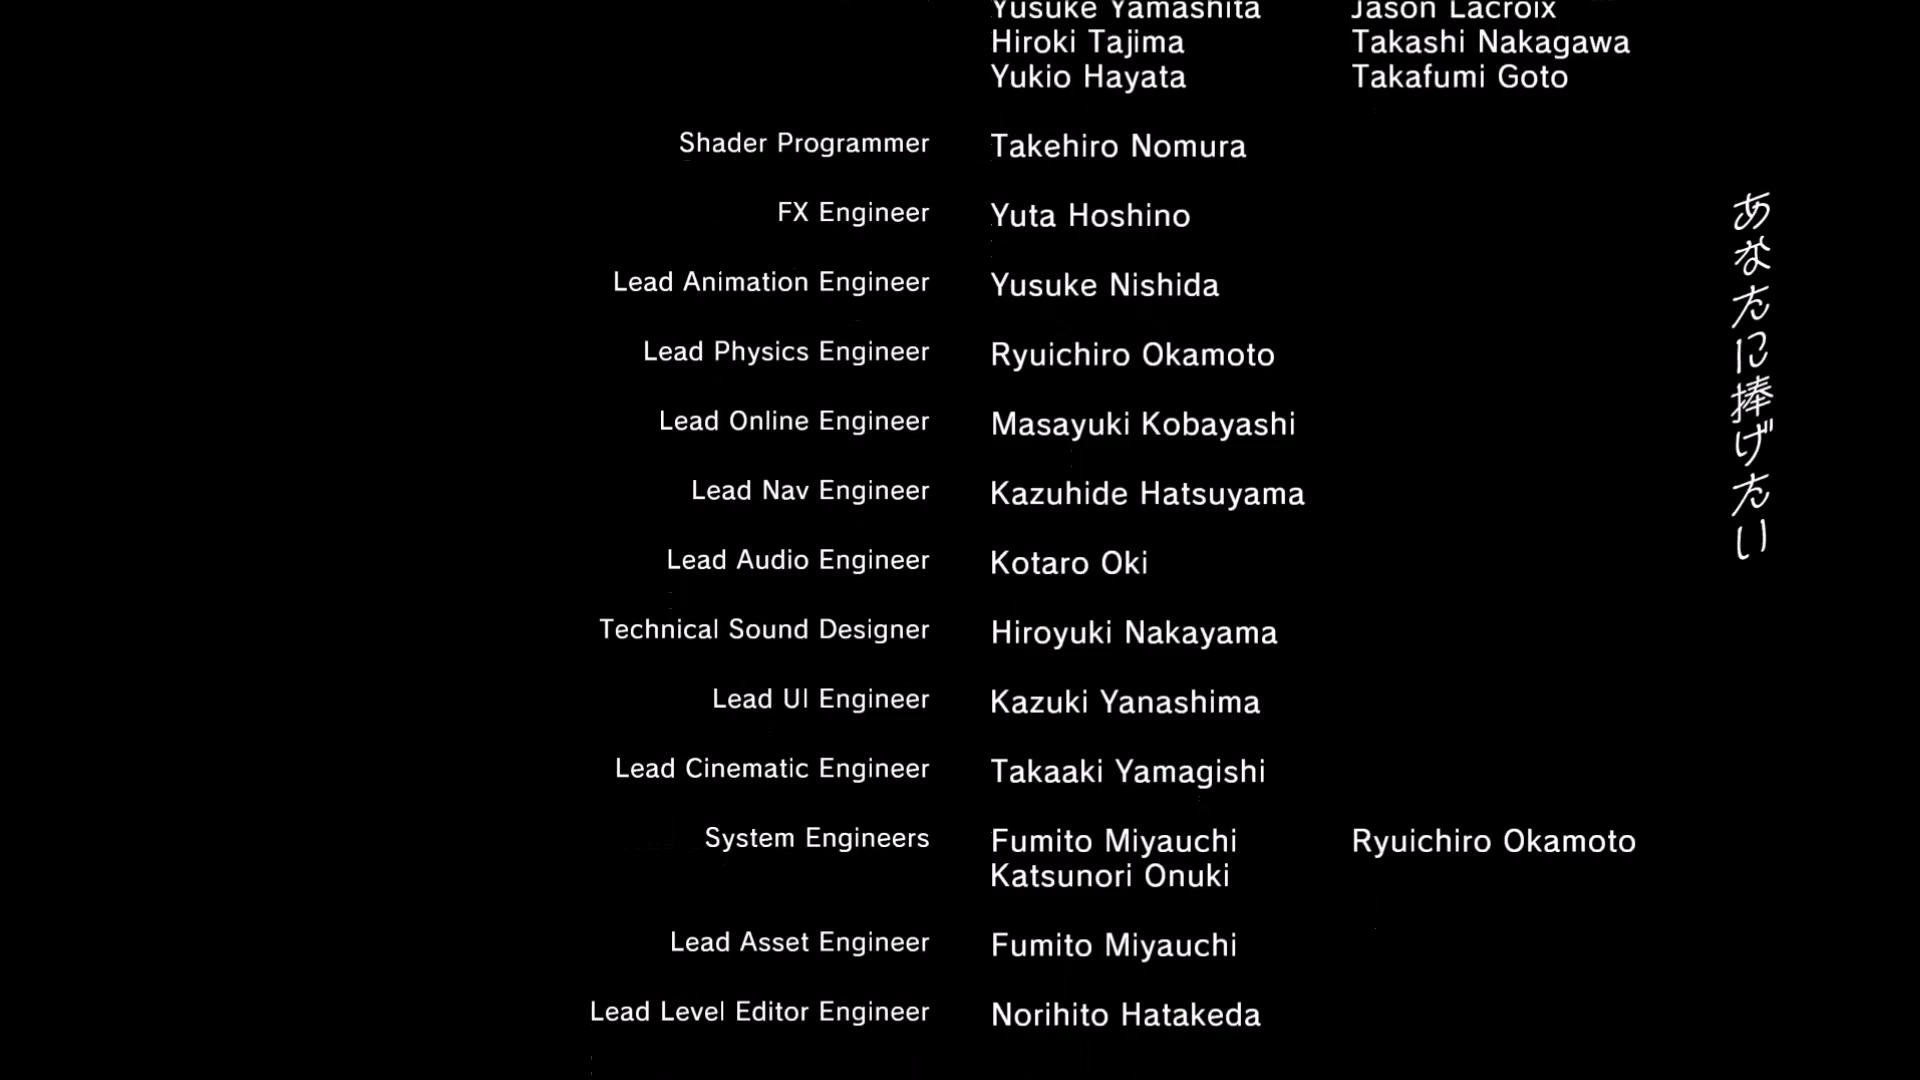 Yusuke Yamashita Jason Lacroix
Hiroki Tajima Takashi Nakagawa
Yukio Hayata Takafumi Goto
Shader Programmer Takehiro Nomura
FX Engineer Yuta Hoshino
Lead Animation Engineer Yusuke Nishida
Lead Physics Engineer Ryuichiro Okamoto
Lead Online Engineer Masayuki Kobayashi
Lead Nav Engineer Kazuhide Hatsuyama
Lead Audio Engineer Kotaro Oki
Technical Sound Designer Hiroyuki Nakayama
Lead UI Engineer Kazuki Yanashima
Lead Cinematic Engineer Takaaki Yamagishi
System Engineers Fumito Miyauchi Ryuichiro Okamoto
Katsunori Onuki
Lead Asset Engineer Fumito Miyauchi
Lead Level Editor Engineer Norihito Hatakeda
あなたに捧げたい